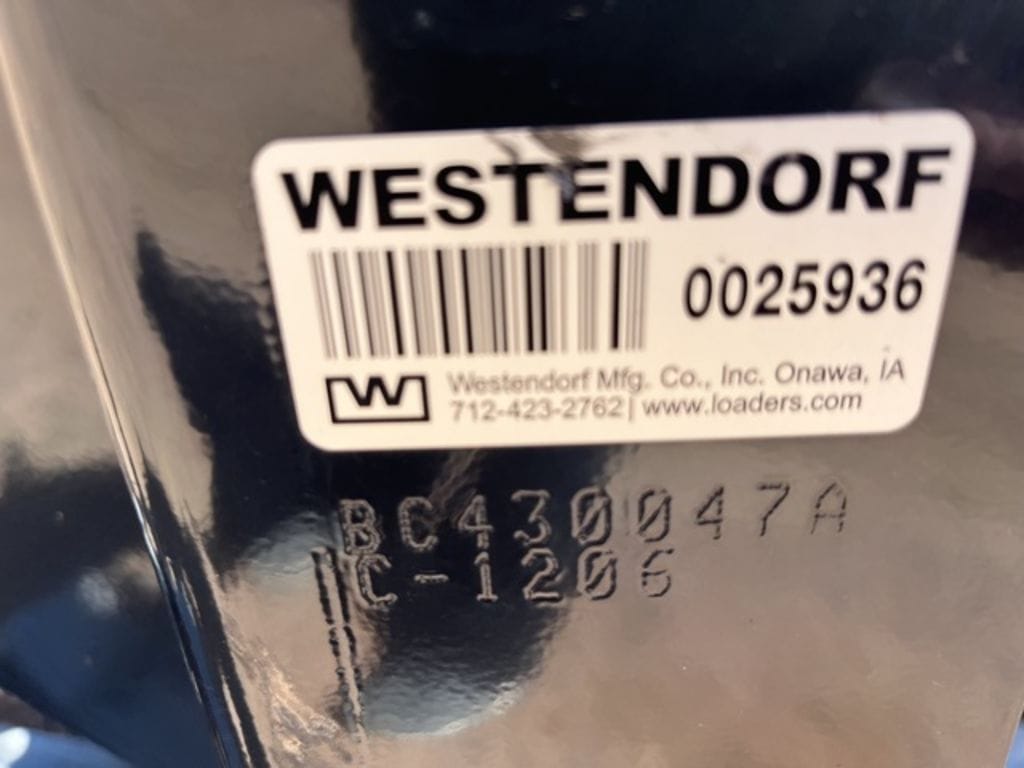 WESTENDORF
0025936
W
Westendorf Mfg. Co., Inc. Onawa, IA
712-423-2762 | www.loaders.com
BC430047A
C-1206